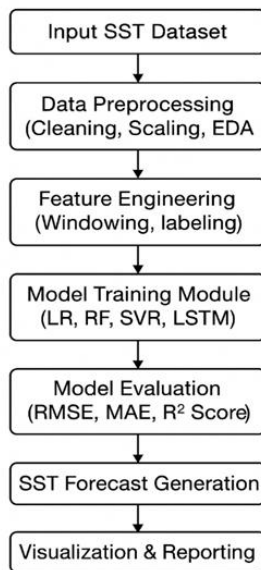 Input SST Dataset
Data Preprocessing
(Cleaning, Scaling, EDA
Feature Engineering
(Windowing, labeling)
Model Training Module
(LR, RF, SVR, LSTM)
Model Evaluation
(RMSE, MAE, R² Score)
SST Forecast Generation
Visualization & Reporting